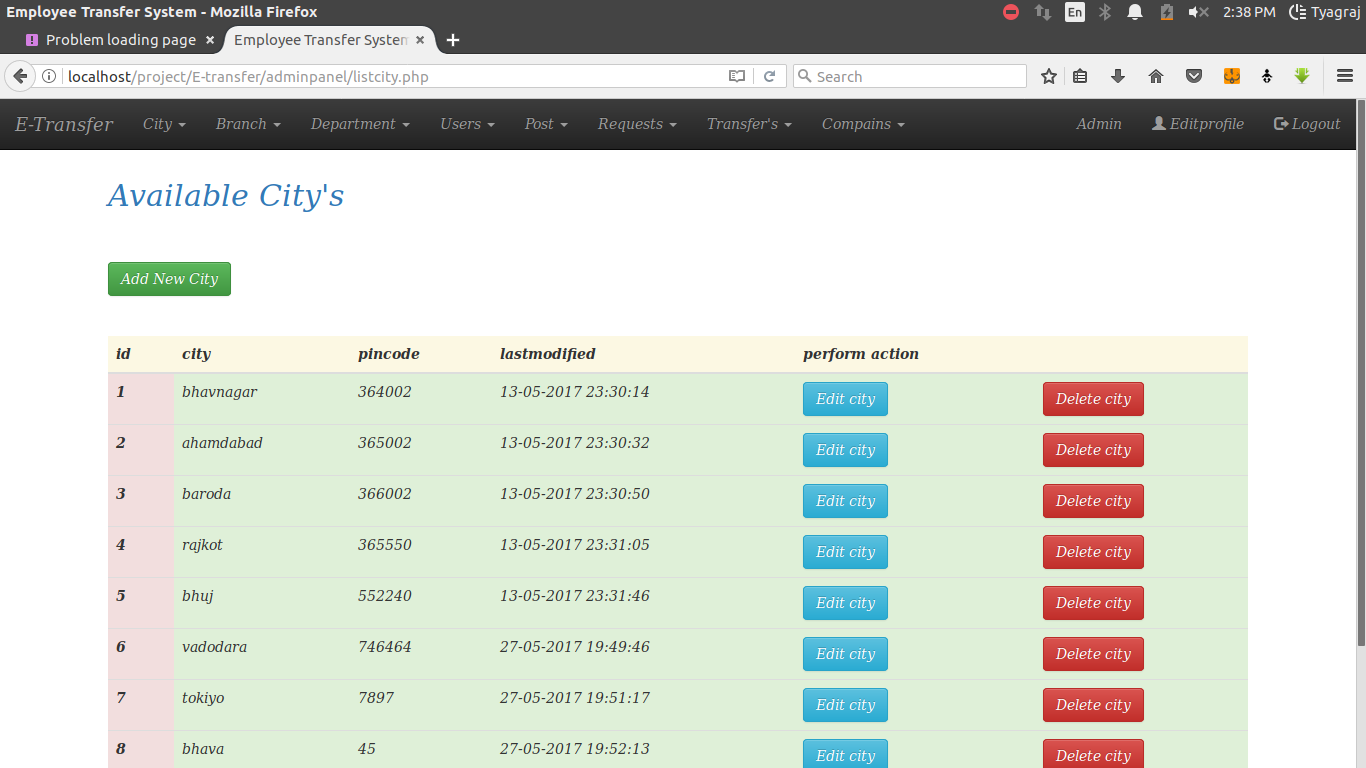 Employee Transfer System - Mozilla Firefox En 2:38 PM Tyagraj
Problem loading page Employee Transfer System
localhost/project/E-transfer/adminpanel/listcity.php Search
E-Transfer City Branch Department Users Post Requests Transfer's Compains Admin Editprofile Logout
Available City's
Add New City
id city pincode lastmodified perform action
1 bhavnagar 364002 13-05-2017 23:30:14 Edit city Delete city
2 ahamdabad 365002 13-05-2017 23:30:32 Edit city Delete city
3 baroda 366002 13-05-2017 23:30:50 Edit city Delete city
4 rajkot 365550 13-05-2017 23:31:05 Edit city Delete city
5 bhuj 552240 13-05-2017 23:31:46 Edit city Delete city
6 vadodara 746464 27-05-2017 19:49:46 Edit city Delete city
7 tokiyo 7897 27-05-2017 19:51:17 Edit city Delete city
8 bhava 45 27-05-2017 19:52:13 Edit city Delete city